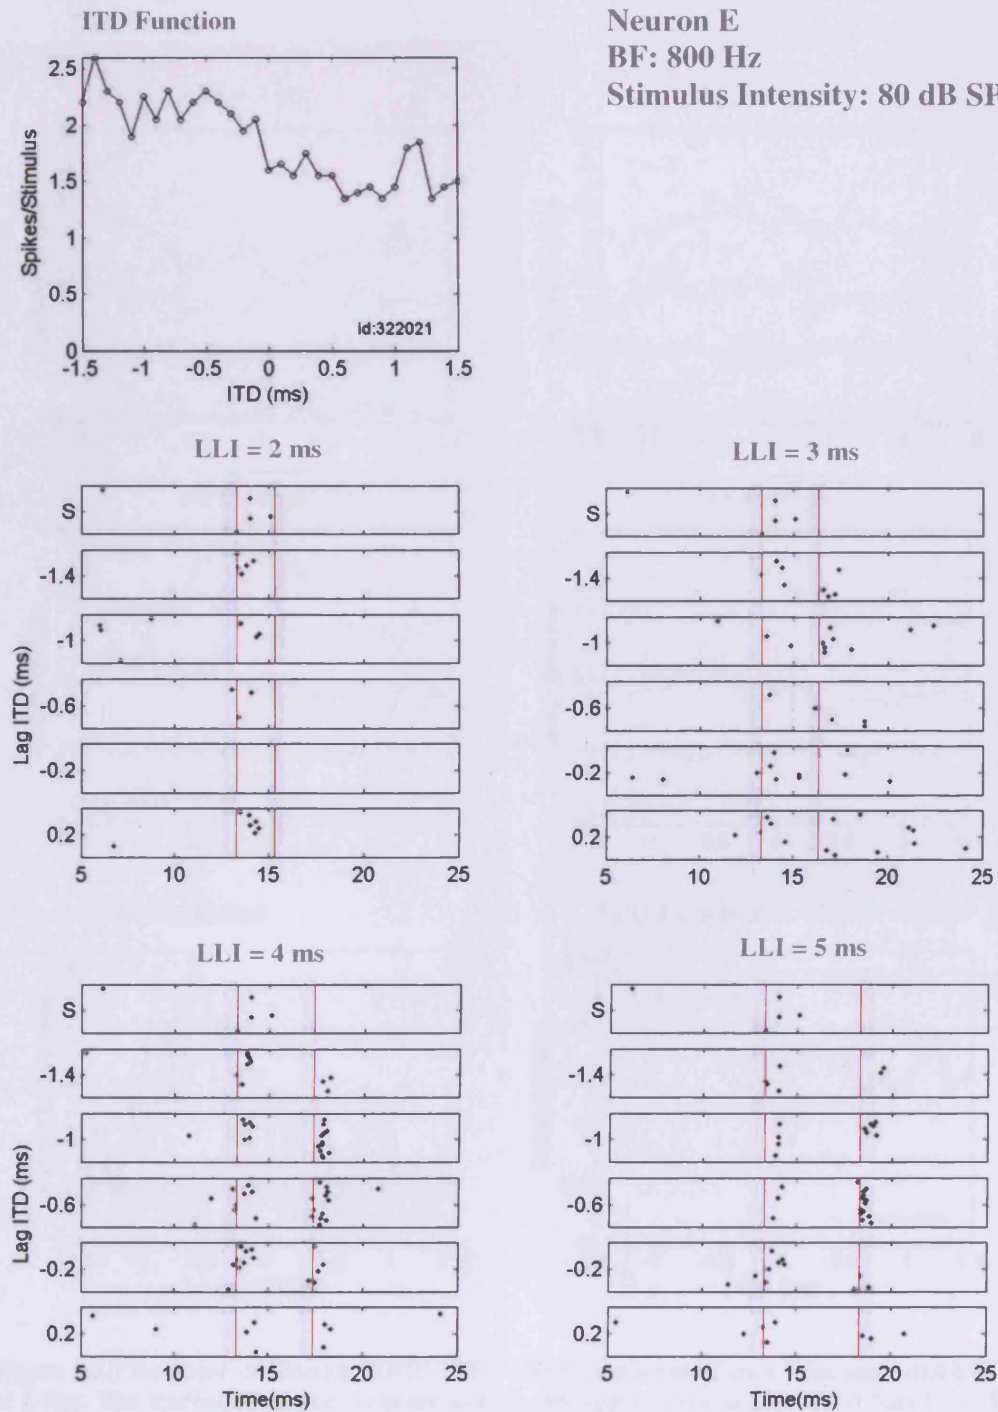 ITD Function
Neuron E
BF: 800 Hz
Stimulus Intensity: 80 dB SP
2.5
2
1.5
1
0.5
0
Spikes/Stimulus
id:322021
-1.5 -1 -0.5 0 0.5 1 1.5
ITD (ms)
LLI = 2 ms
S
-1.4
-1
-0.6
-0.2
0.2
Lag ITD (ms)
5 10 15 20 25
LLI = 3 ms
S
-1.4
-1
-0.6
-0.2
0.2
5 10 15 20 25
LLI = 4 ms
S
-1.4
-1
-0.6
-0.2
0.2
Lag ITD (ms)
5 10 15 20 25
Time(ms)
LLI = 5 ms
S
-1.4
-1
-0.6
-0.2
0.2
5 10 15 20 25
Time(ms)